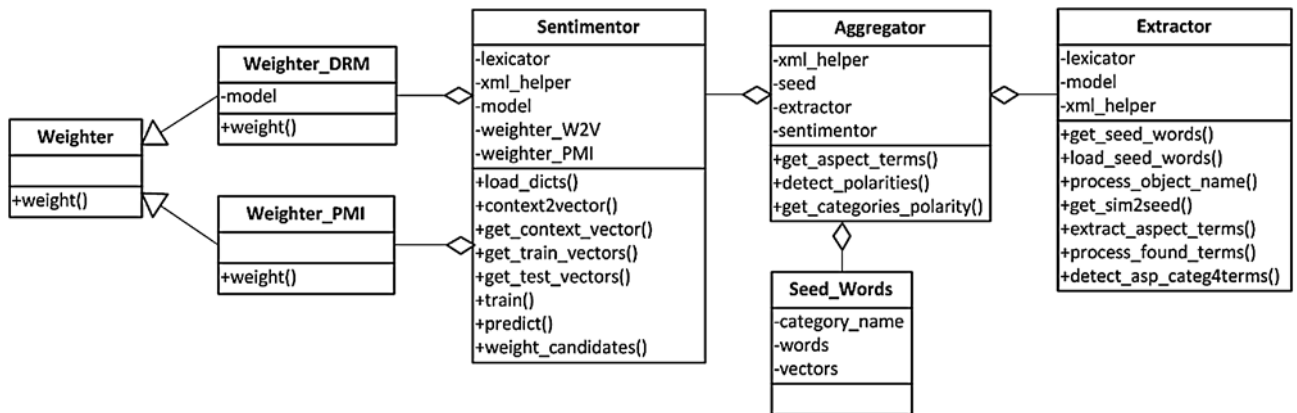 Weighter
+weight()
Weighter_DRM
-model
+weight()
Weighter_PMI
+weight()
Sentimentor
-lexicator
-xml_helper
-model
-weighter_W2V
-weighter_PMI
+load_dicts()
+context2vector()
+get_context_vector()
+get_train_vectors()
+get_test_vectors()
+train()
+predict()
+weight_candidates()
Aggregator
-xml_helper
-seed
-extractor
-sentimentor
+get_aspect_terms()
+detect_polarities()
+get_categories_polarity()
Seed_Words
-category_name
-words
-vectors
Extractor
-lexicator
-model
-xml_helper
+get_seed_words()
+load_seed_words()
+process_object_name()
+get_sim2seed()
+extract_aspect_terms()
+process_found_terms()
+detect_asp_categ4terms()